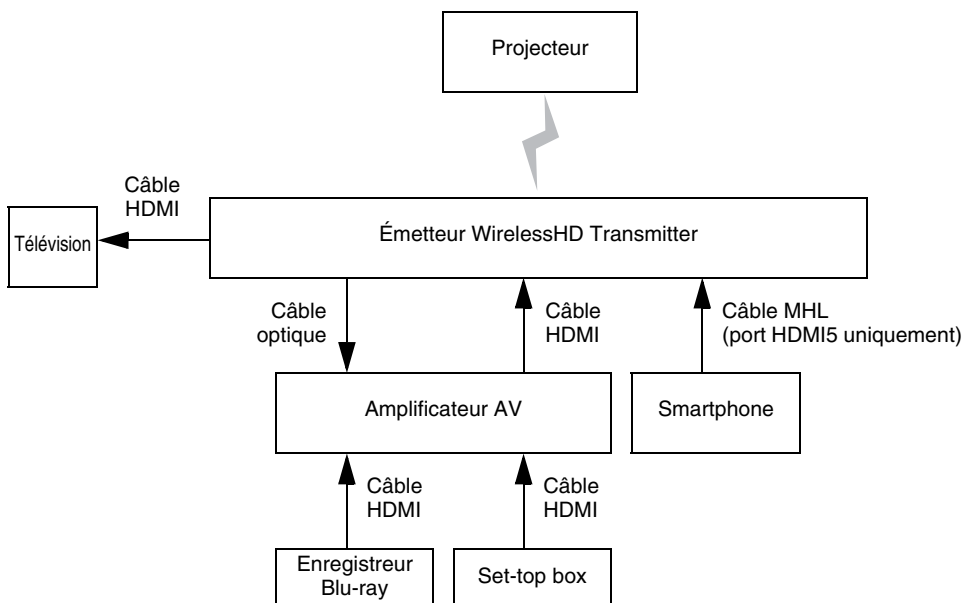 Projecteur
Câble
HDMI
Télévision
Émetteur WirelessHD Transmitter
Câble
optique
Câble
HDMI
Câble MHL
(port HDMI5 uniquement)
Amplificateur AV
Smartphone
Câble
HDMI
Câble
HDMI
Enregistreur
Blu-ray
Set-top box